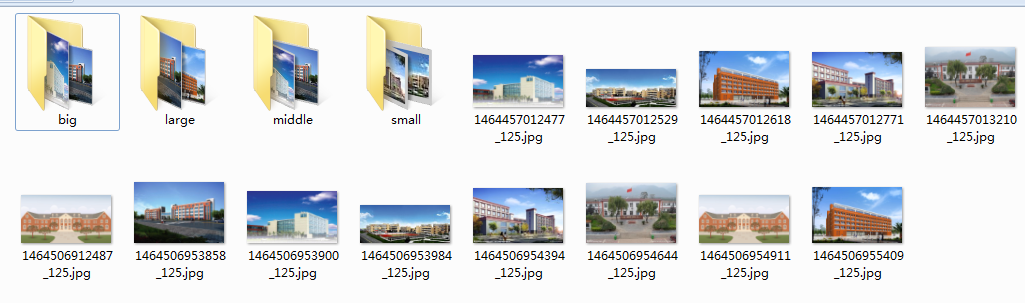 big
large
middle
small
1464457012477
_125.jpg
1464457012529
_125.jpg
1464457012618
_125.jpg
1464457012771
_125.jpg
1464457013210
_125.jpg
1464506912487
_125.jpg
1464506953858
_125.jpg
1464506953900
_125.jpg
1464506953984
_125.jpg
1464506954394
_125.jpg
1464506954644
_125.jpg
1464506954911
_125.jpg
1464506955409
_125.jpg